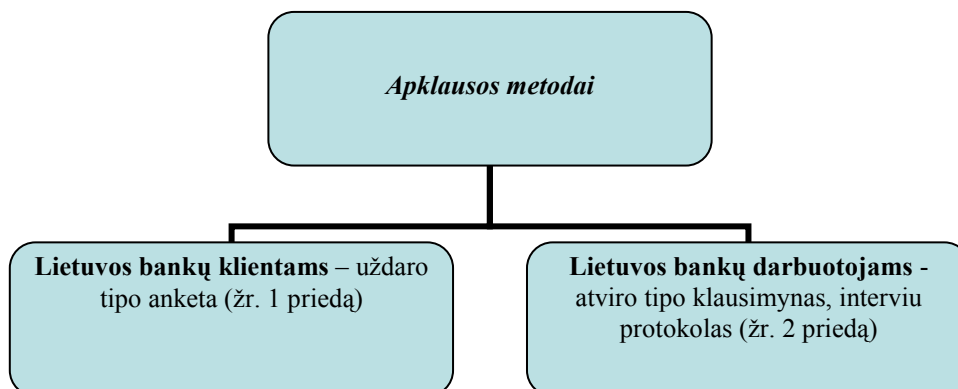 Apklausos metodai
Lietuvos bankų klientams – uždaro
tipo anketa (žr. 1 priedą)
Lietuvos bankų darbuotojams -
atviro tipo klausimynas, interviu
protokolas (žr. 2 priedą)